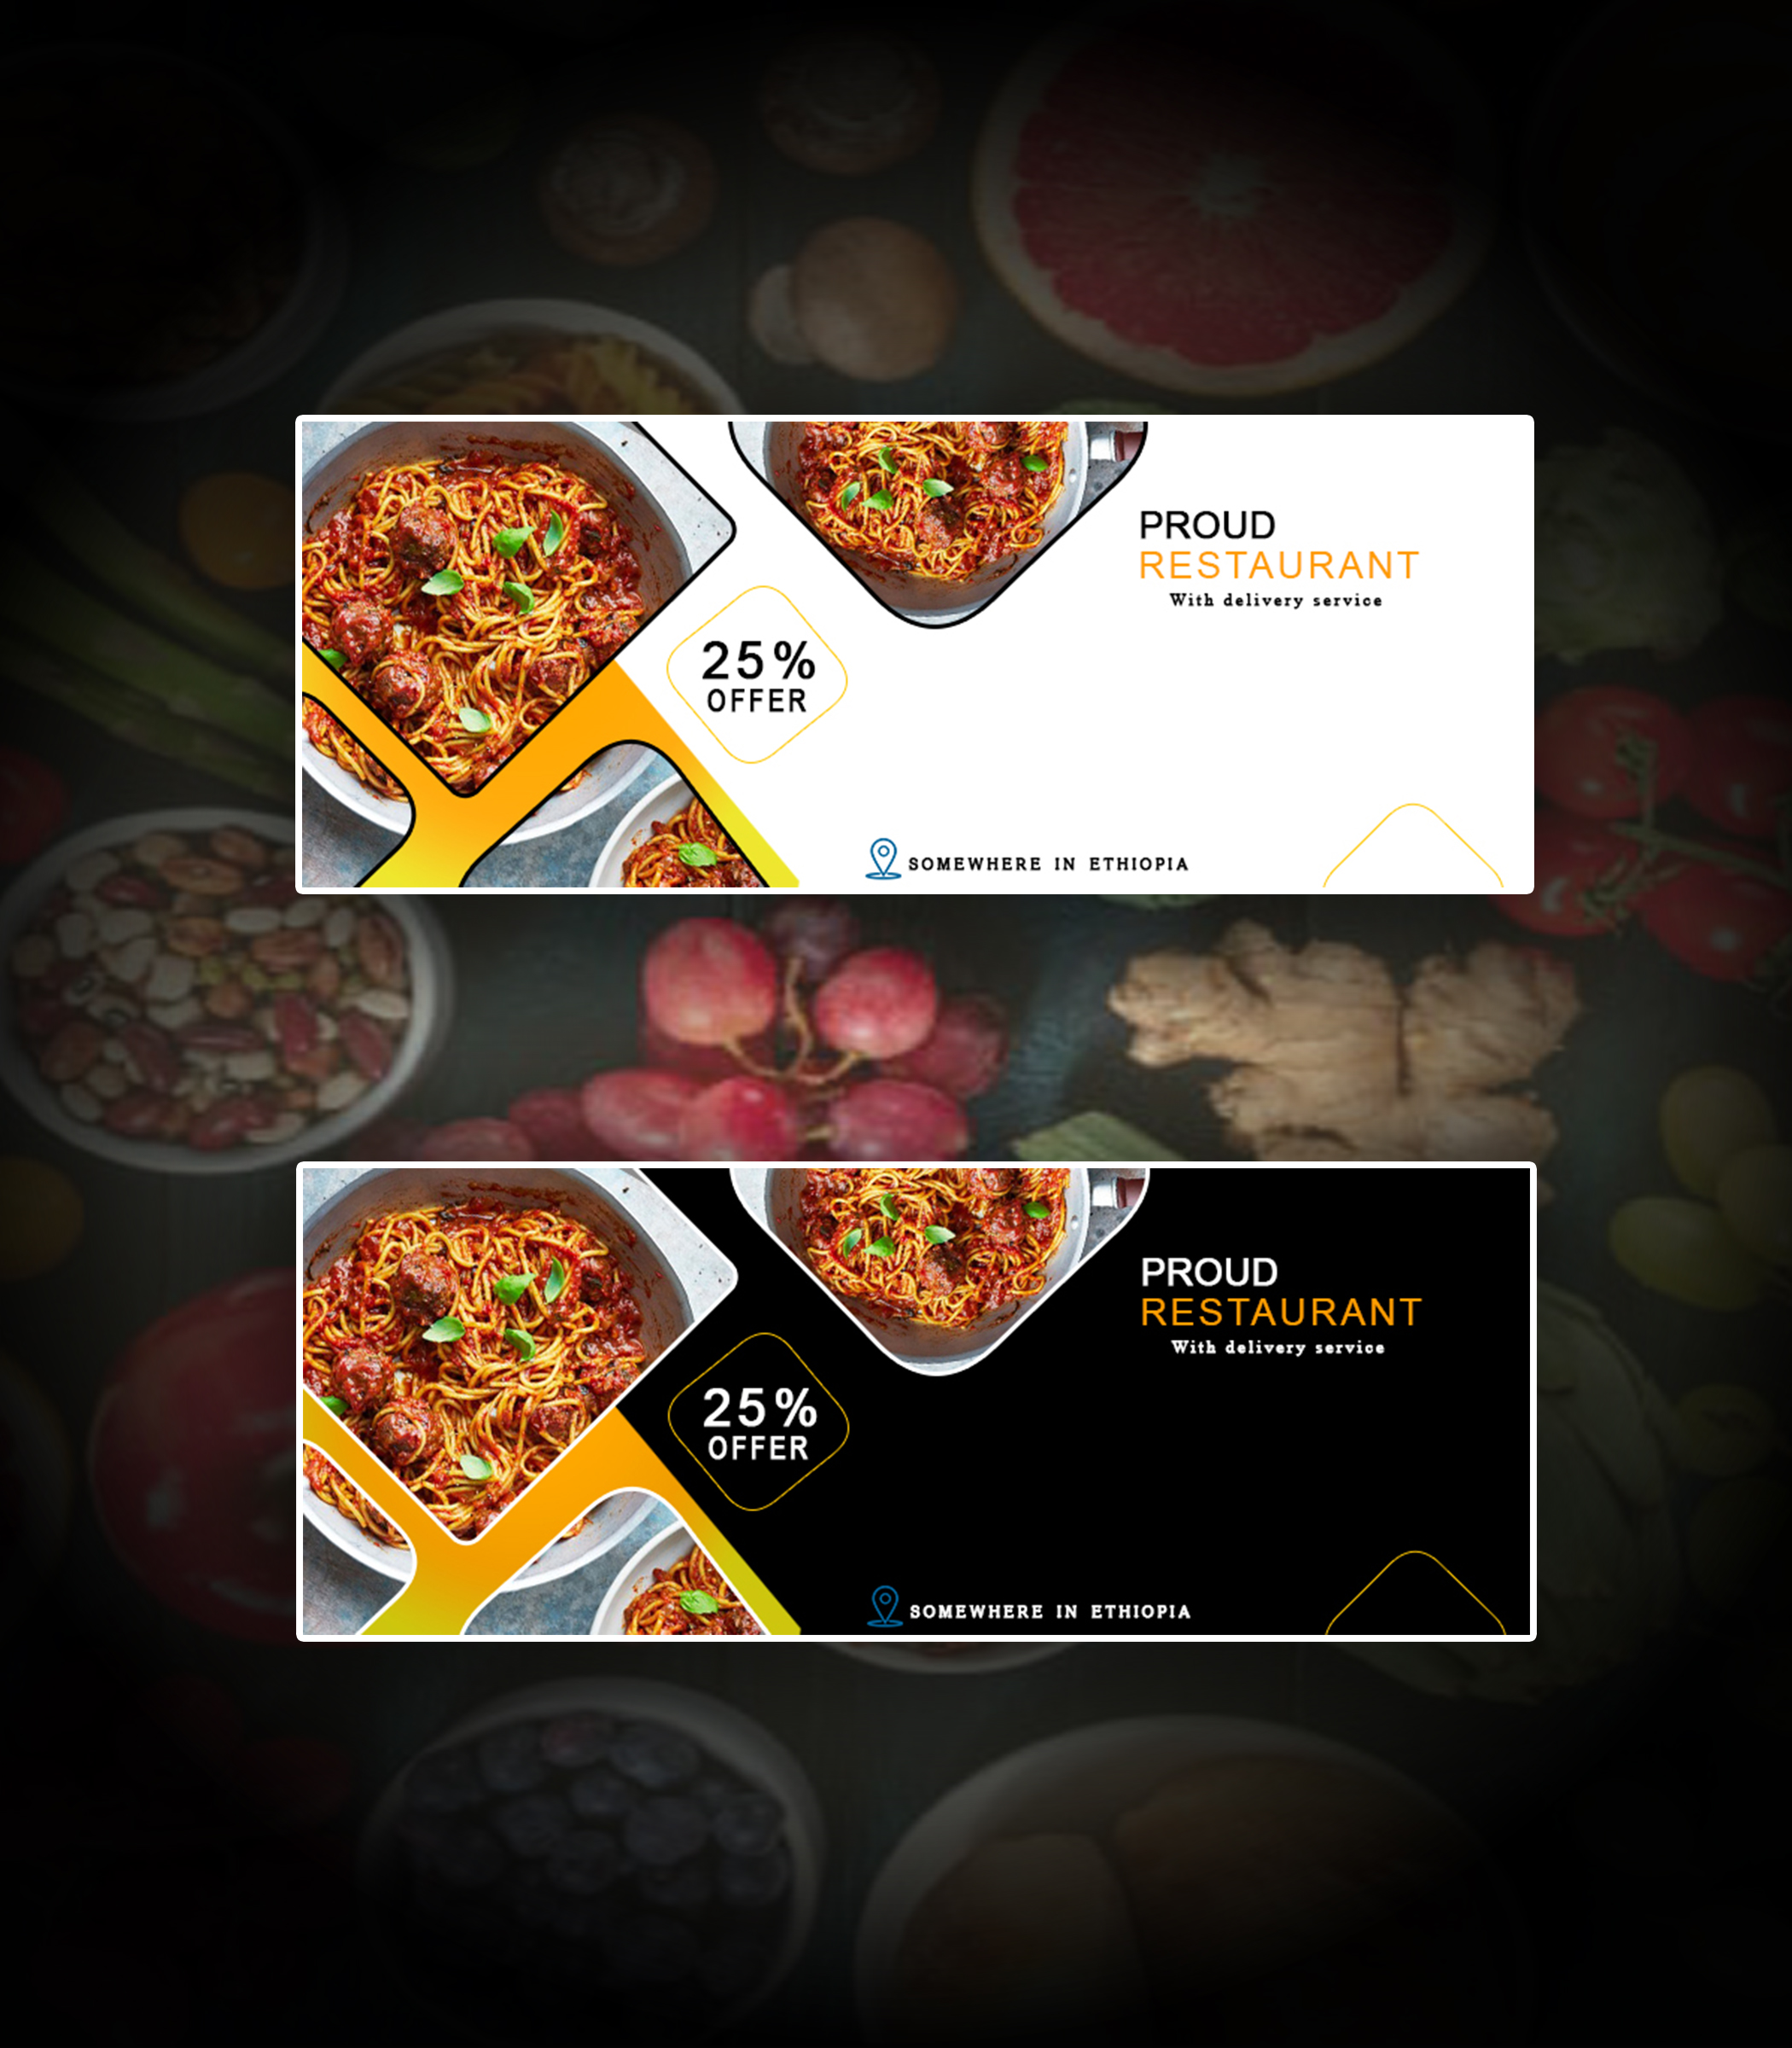 PROUD
RESTAURANT
With delivery service
25%
OFFER
SOMEWHERE IN ETHIOPIA
PROUD
RESTAURANT
With delivery service
25%
OFFER
SOMEWHERE IN ETHIOPIA